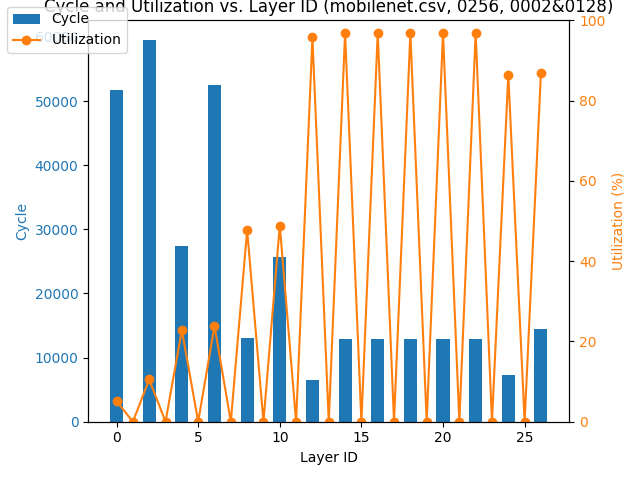 Cycle and Utilization vs. Layer ID (mobilenet.csv, 0256, 0002&0128)
Cycle
Utilization
60000
50000
40000
30000
20000
10000
0
Cycle
100
80
60
40
20
0
Utilization (%)
0 5 10 15 20 25
Layer ID